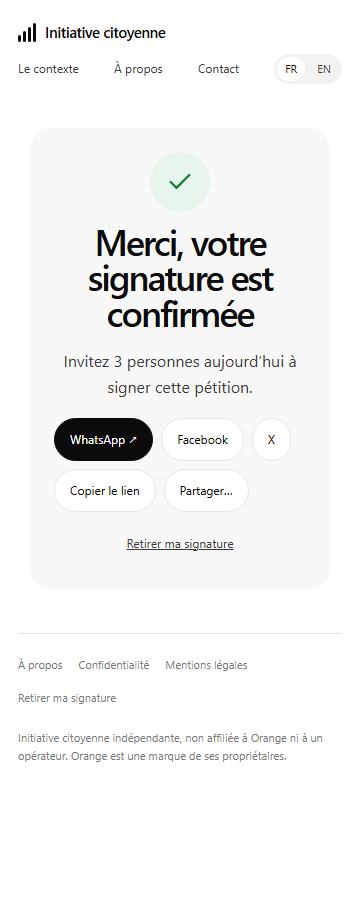 Initiative citoyenne
Le contexte À propos Contact FR EN
Merci, votre
signature est
confirmée
Invitez 3 personnes aujourd’hui à
signer cette pétition.
WhatsApp ↗ Facebook X
Copier le lien Partager…
Retirer ma signature
À propos Confidentialité Mentions légales
Retirer ma signature
Initiative citoyenne indépendante, non affiliée à Orange ni à un
opérateur. Orange est une marque de ses propriétaires.